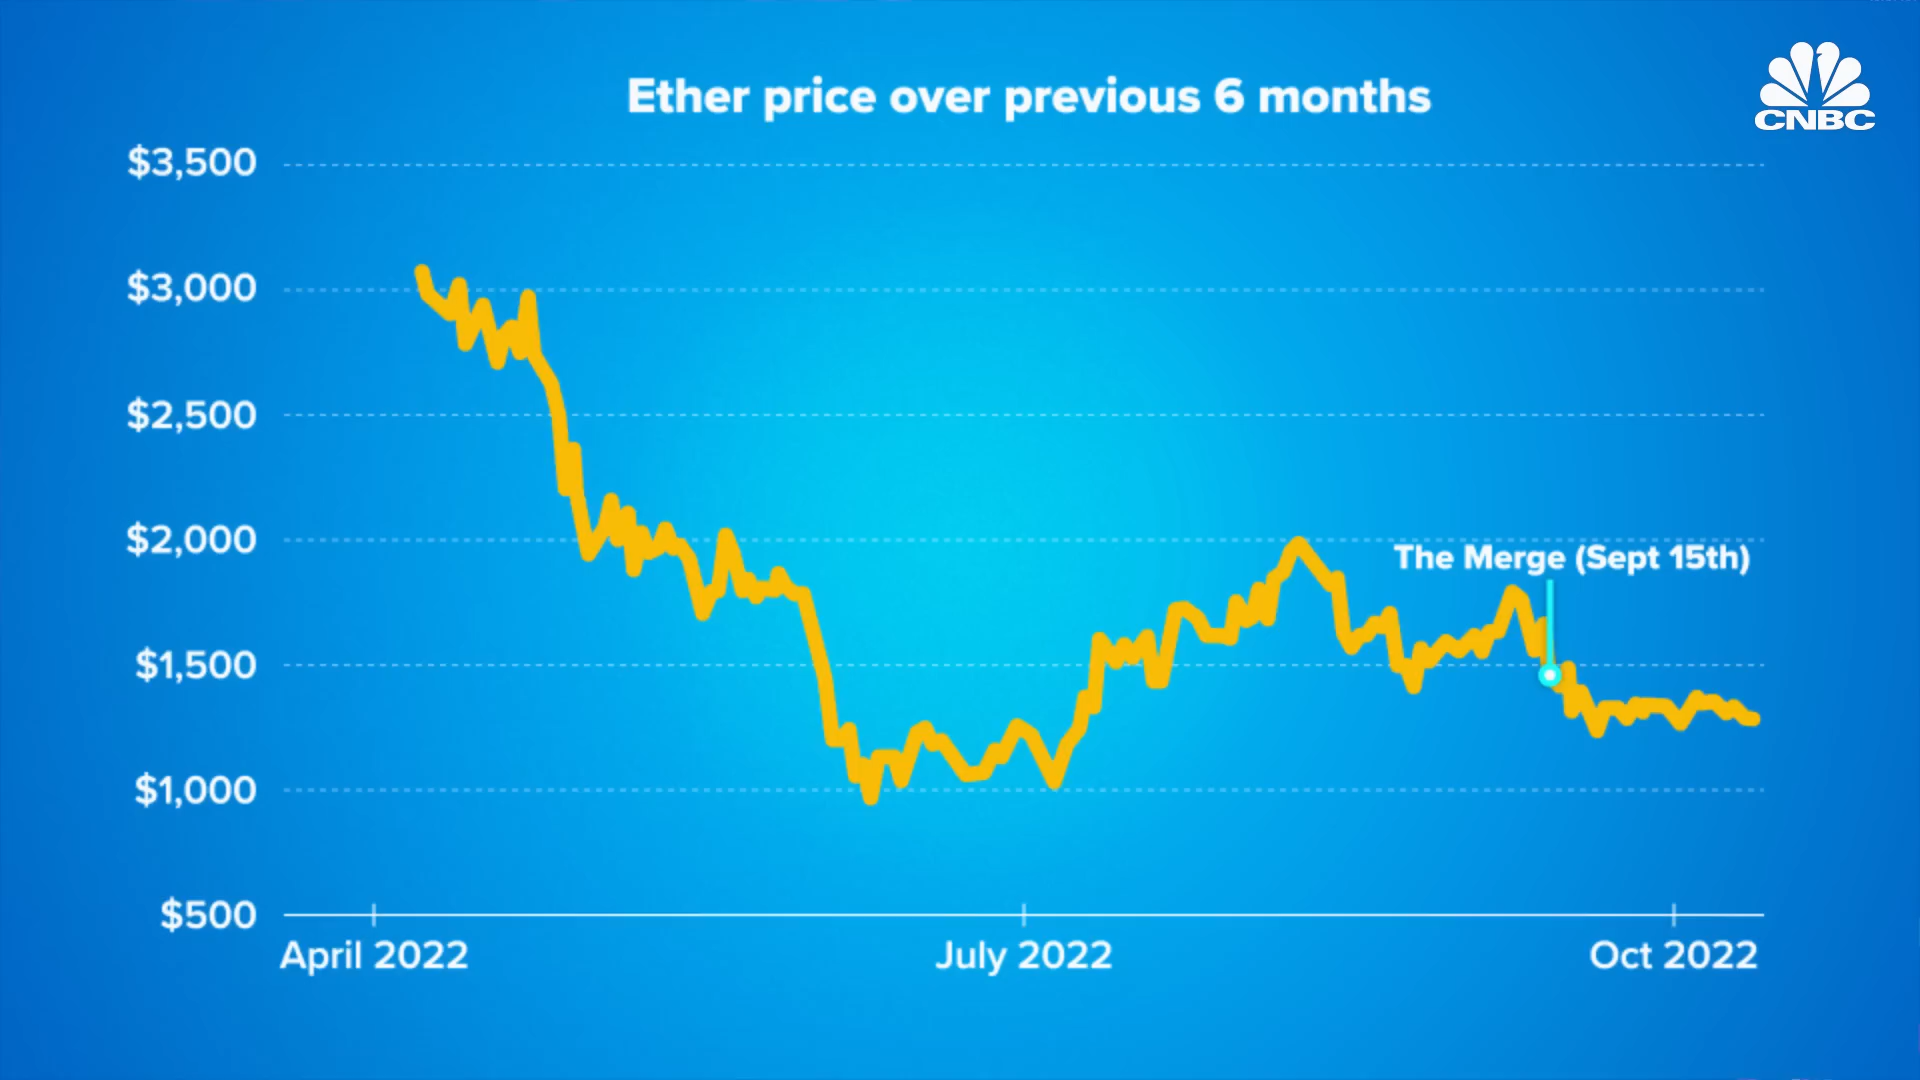 Ether price over previous 6 months
CNBC
$3,500
$3,000
$2,500
$2,000
The Merge (Sept 15th)
$1,500
$1,000
$500
April 2022
July 2022
Oct 2022